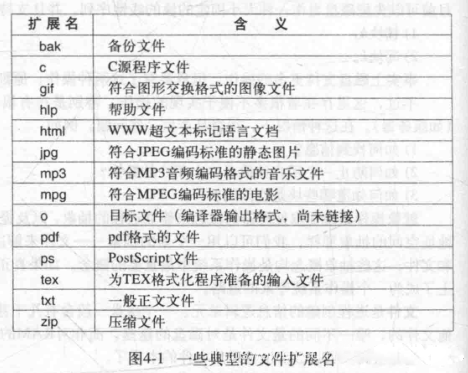 扩展名 含 义
bak 备份文件
c C源程序文件
gif 符合图形交换格式的图像文件
hlp 帮助文件
html WWW超文本标记语言文档
jpg 符合JPEG编码标准的静态图片
mp3 符合MP3音频编码格式的音乐文件
mpg 符合MPEG编码标准的电影
o 目标文件（编译器输出格式，尚未链接）
pdf pdf格式的文件
ps PostScript文件
tex 为TEX格式化程序准备的输入文件
txt 一般正文文件
zip 压缩文件
图4-1 一些典型的文件扩展名